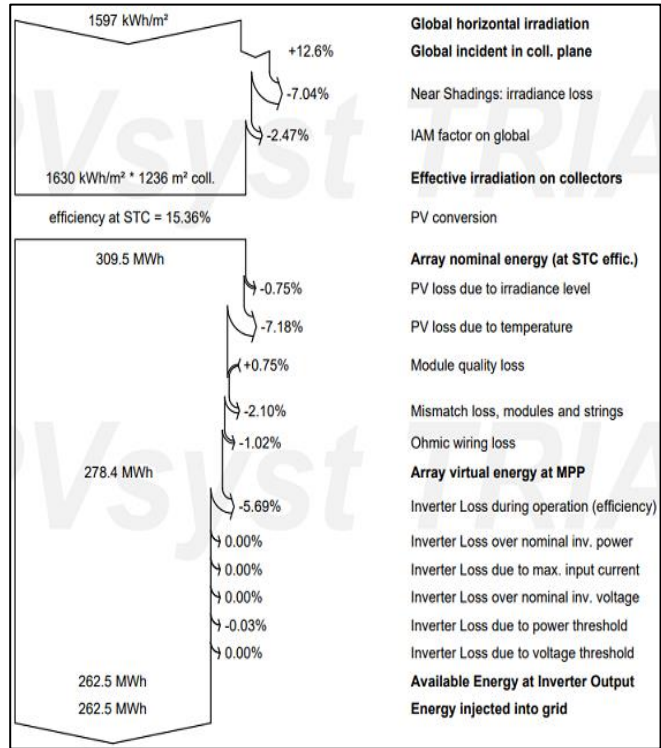 1597 kWh/m² Global horizontal irradiation
+12.6% Global incident in coll. plane
-7.04% Near Shadings: irradiance loss
-2.47% IAM factor on global
1630 kWh/m² * 1236 m² coll. Effective irradiation on collectors
efficiency at STC = 15.36% PV conversion
309.5 MWh Array nominal energy (at STC effic.)
-0.75% PV loss due to irradiance level
-7.18% PV loss due to temperature
+0.75% Module quality loss
-2.10% Mismatch loss, modules and strings
-1.02% Ohmic wiring loss
278.4 MWh Array virtual energy at MPP
-5.69% Inverter Loss during operation (efficiency)
0.00% Inverter Loss over nominal inv. power
0.00% Inverter Loss due to max. input current
0.00% Inverter Loss over nominal inv. voltage
-0.03% Inverter Loss due to power threshold
0.00% Inverter Loss due to voltage threshold
262.5 MWh Available Energy at Inverter Output
262.5 MWh Energy injected into grid
PVsyst TRIA
PVsyst TRIA